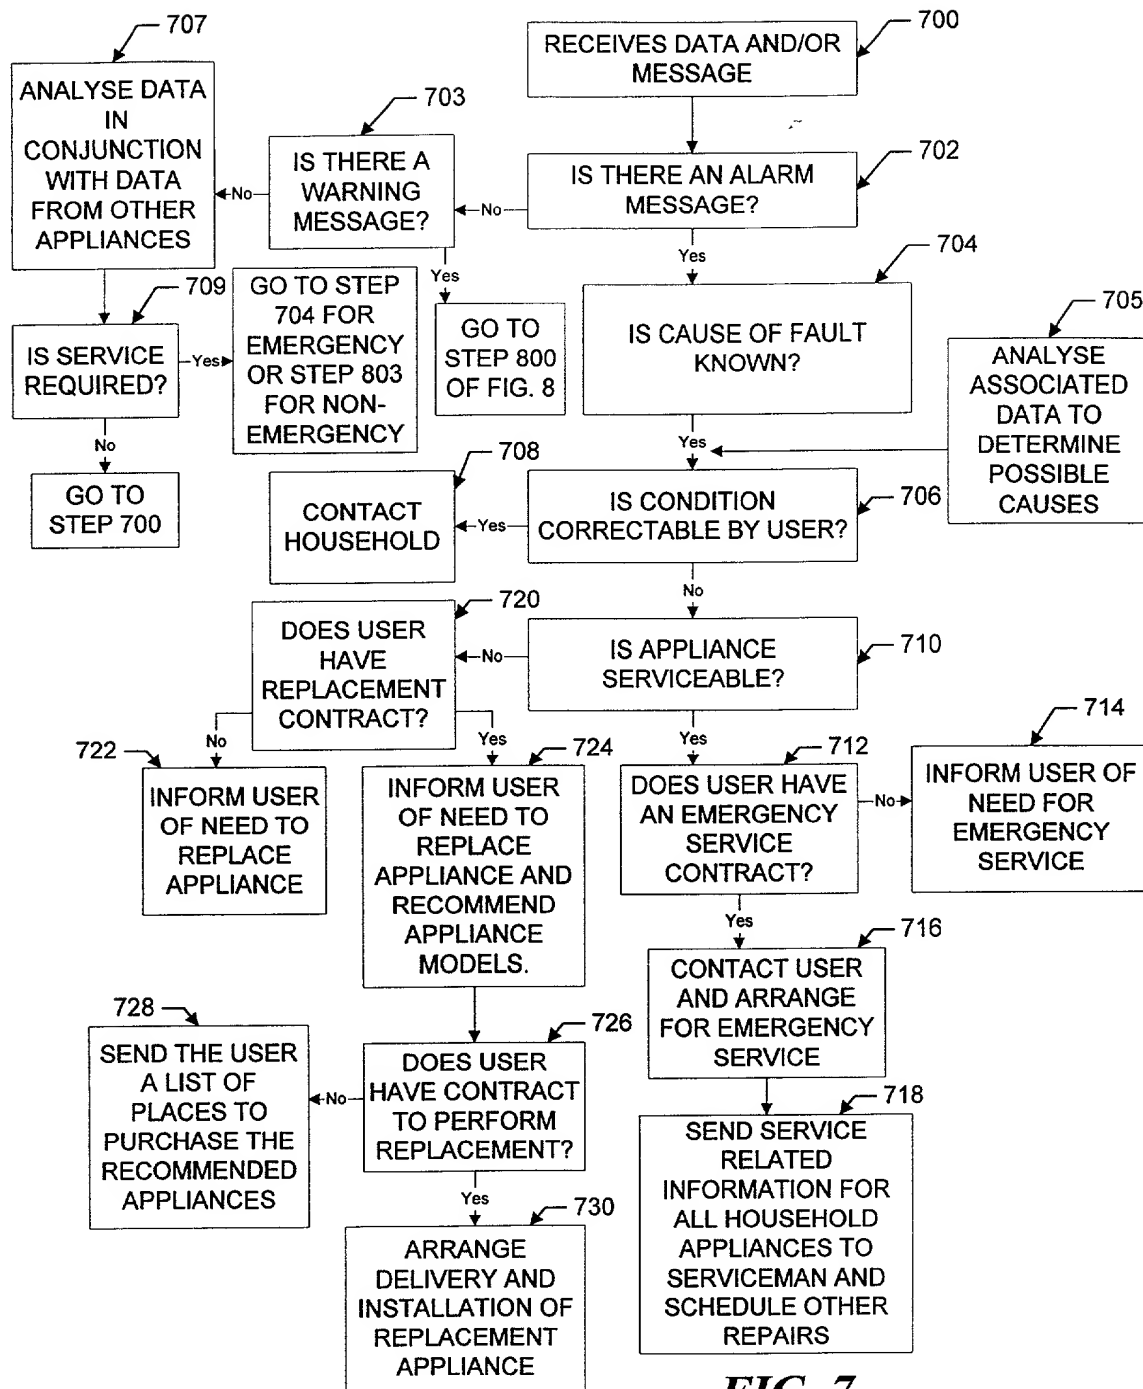 707
ANALYSE DATA
IN
CONJUNCTION
WITH DATA
FROM OTHER
APPLIANCES
700
RECEIVES DATA AND/OR
MESSAGE
703
IS THERE A
WARNING
MESSAGE?
No
702
IS THERE AN ALARM
MESSAGE?
No
Yes
Yes
704
IS CAUSE OF FAULT
KNOWN?
Yes
705
ANALYSE
ASSOCIATED
DATA TO
DETERMINE
POSSIBLE
CAUSES
709
IS SERVICE
REQUIRED?
Yes
No
GO TO STEP
704 FOR
EMERGENCY
OR STEP 803
FOR NON-
EMERGENCY
GO TO
STEP 800
OF FIG. 8
GO TO
STEP 700
708
CONTACT
HOUSEHOLD
706
IS CONDITION
CORRECTABLE BY USER?
Yes
No
720
DOES USER
HAVE
REPLACEMENT
CONTRACT?
No
Yes
710
IS APPLIANCE
SERVICEABLE?
No
Yes
722
INFORM USER
OF NEED TO
REPLACE
APPLIANCE
724
INFORM USER
OF NEED TO
REPLACE
APPLIANCE AND
RECOMMEND
APPLIANCE
MODELS.
712
DOES USER HAVE
AN EMERGENCY
SERVICE
CONTRACT?
No
Yes
714
INFORM USER OF
NEED FOR
EMERGENCY
SERVICE
716
CONTACT USER
AND ARRANGE
FOR EMERGENCY
SERVICE
728
SEND THE USER
A LIST OF
PLACES TO
PURCHASE THE
RECOMMENDED
APPLIANCES
726
DOES USER
HAVE CONTRACT
TO PERFORM
REPLACEMENT?
No
Yes
718
SEND SERVICE
RELATED
INFORMATION FOR
ALL HOUSEHOLD
APPLIANCES TO
SERVICEMAN AND
SCHEDULE OTHER
REPAIRS
730
ARRANGE
DELIVERY AND
INSTALLATION OF
REPLACEMENT
APPLIANCE
FIG. 7